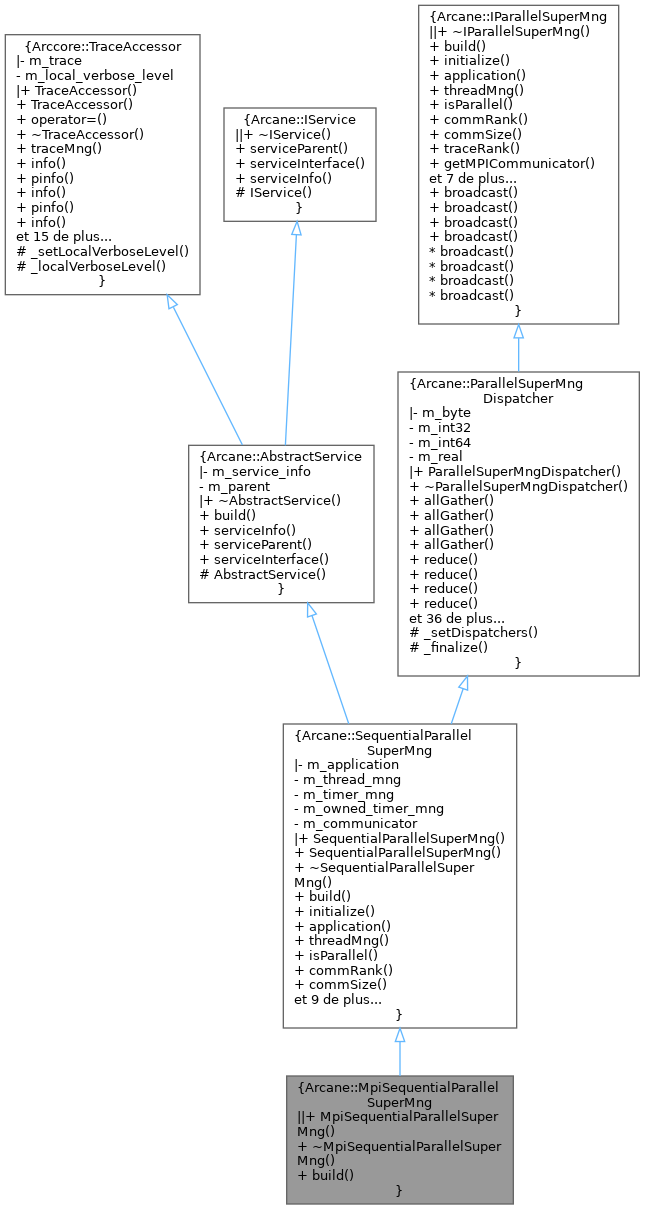 {Arcane::IParallelSuperMng
||+ ~IParallelSuperMng()
+ build()
+ initialize()
+ application()
+ threadMng()
+ isParallel()
+ commRank()
+ commSize()
+ traceRank()
+ getMPICommunicator()
et 7 de plus...
+ broadcast()
+ broadcast()
+ broadcast()
+ broadcast()
* broadcast()
* broadcast()
* broadcast()
* broadcast()
}
{Arccore::TraceAccessor
|- m_trace
- m_local_verbose_level
|+ TraceAccessor()
+ TraceAccessor()
+ operator=()
+ ~TraceAccessor()
+ traceMng()
+ info()
+ pinfo()
+ info()
+ pinfo()
+ info()
et 15 de plus...
# _setLocalVerboseLevel()
# _localVerboseLevel()
}
{Arcane::IService
||+ ~IService()
+ serviceParent()
+ serviceInterface()
+ serviceInfo()
# IService()
}
{Arcane::ParallelSuperMng
Dispatcher
|- m_byte
- m_int32
- m_int64
- m_real
|+ ParallelSuperMngDispatcher()
+ ~ParallelSuperMngDispatcher()
+ allGather()
+ allGather()
+ allGather()
+ allGather()
+ reduce()
+ reduce()
+ reduce()
+ reduce()
et 36 de plus...
# _setDispatchers()
# _finalize()
}
{Arcane::AbstractService
|- m_service_info
- m_parent
|+ ~AbstractService()
+ build()
+ serviceInfo()
+ serviceParent()
+ serviceInterface()
# AbstractService()
}
{Arcane::SequentialParallel
SuperMng
|- m_application
- m_thread_mng
- m_timer_mng
- m_owned_timer_mng
- m_communicator
|+ SequentialParallelSuperMng()
+ SequentialParallelSuperMng()
+ ~SequentialParallelSuper
Mng()
+ build()
+ initialize()
+ application()
+ threadMng()
+ isParallel()
+ commRank()
+ commSize()
et 9 de plus...
}
{Arcane::MpiSequentialParallel
SuperMng
||+ MpiSequentialParallelSuper
Mng()
+ ~MpiSequentialParallelSuper
Mng()
+ build()
}